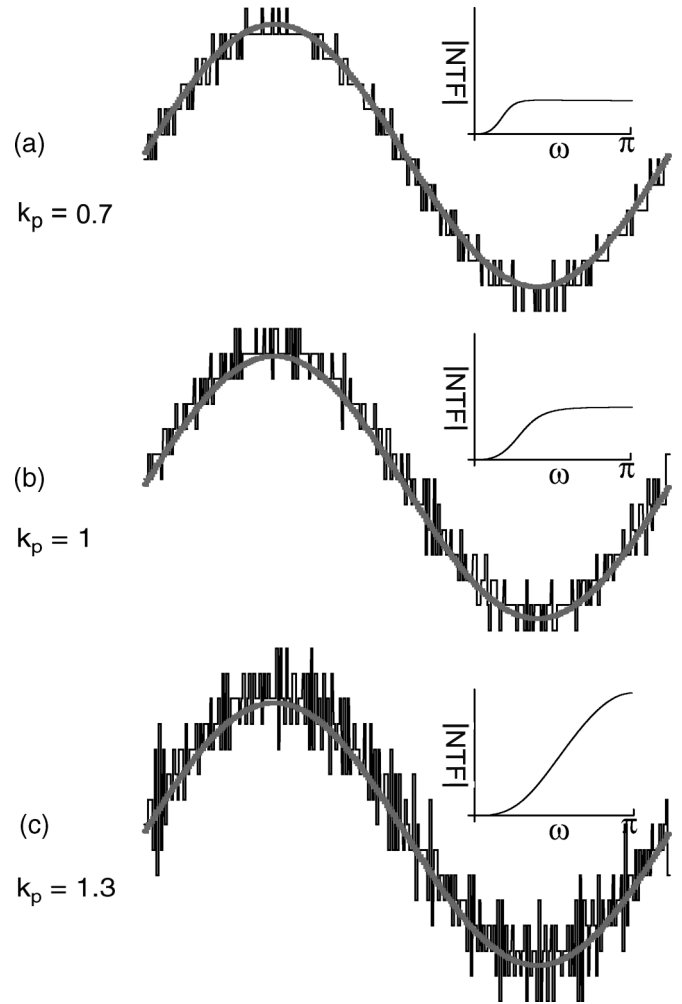 |NTF|
ω
π
(a)
kp = 0.7
|NTF|
ω
π
(b)
kp = 1
|NTF|
ω
π
(c)
kp = 1.3